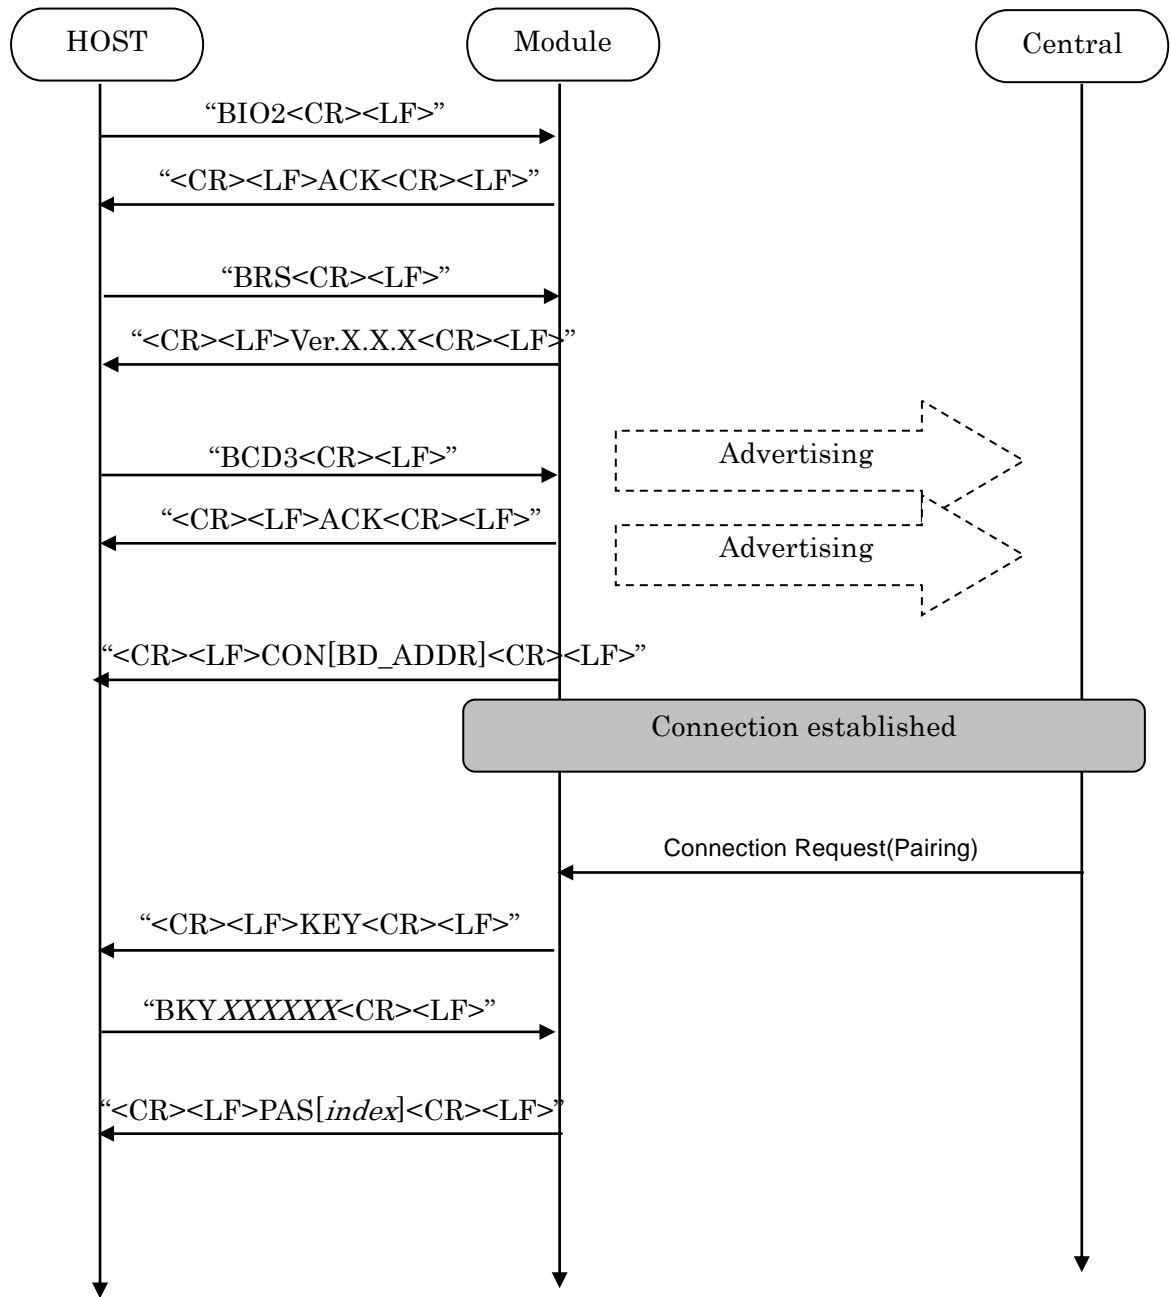 HOST
Module
Central
“BIO2<CR><LF>”
“<CR><LF>ACK<CR><LF>”
“BRS<CR><LF>”
“<CR><LF>Ver.X.X.X<CR><LF>”
“BCD3<CR><LF>”
Advertising
“<CR><LF>ACK<CR><LF>”
Advertising
“<CR><LF>CON[BD_ADDR]<CR><LF>”
Connection established
Connection Request(Pairing)
“<CR><LF>KEY<CR><LF>”
“BKYXXXXXX<CR><LF>”
“<CR><LF>PAS[index]<CR><LF>”